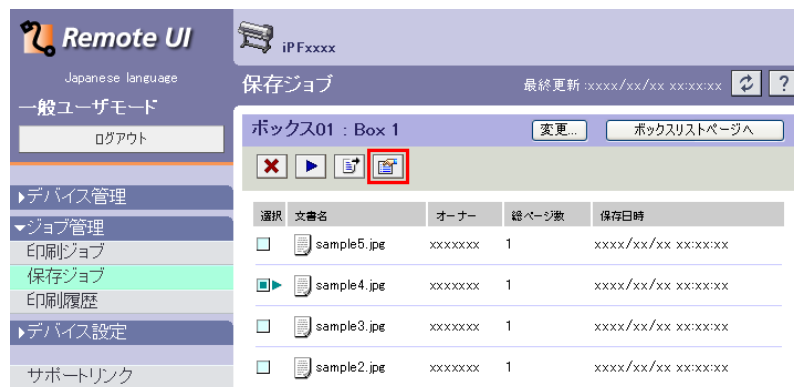 Remote UI
Japanese language
一般ユーザモード
ログアウト
▶デバイス管理
▼ジョブ管理
印刷ジョブ
保存ジョブ
印刷履歴
▶デバイス設定
サポートリンク
iPFxxxx
保存ジョブ 最終更新 :xxxx/xx/xx xx:xx:xx ?
ボックス01 : Box 1 変更... ボックスリストページへ
選択 文書名 オーナー 総ページ数 保存日時
sample5.jpg xxxxxxx 1 xxxx/xx/xx xx:xx:xx
sample4.jpg xxxxxxx 1 xxxx/xx/xx xx:xx:xx
sample3.jpg xxxxxxx 1 xxxx/xx/xx xx:xx:xx
sample2.jpg xxxxxxx 1 xxxx/xx/xx xx:xx:xx